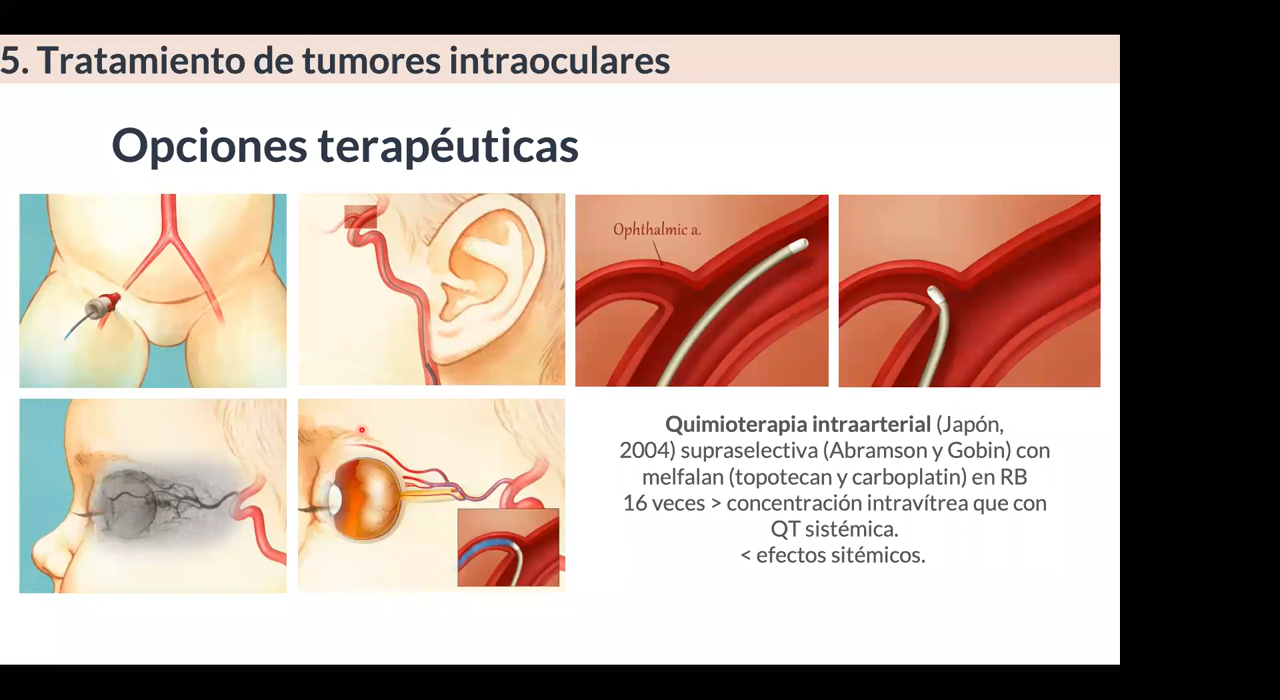 5. Tratamiento de tumores intraoculares
Opciones terapéuticas
Ophthalmic a.
Quimioterapia intraarterial (Japón,
2004) supraselectiva (Abramson y Gobin) con
melfalan (topotecan y carboplatin) en RB
16 veces > concentración intravítrea que con
QT sistémica.
< efectos sitémicos.